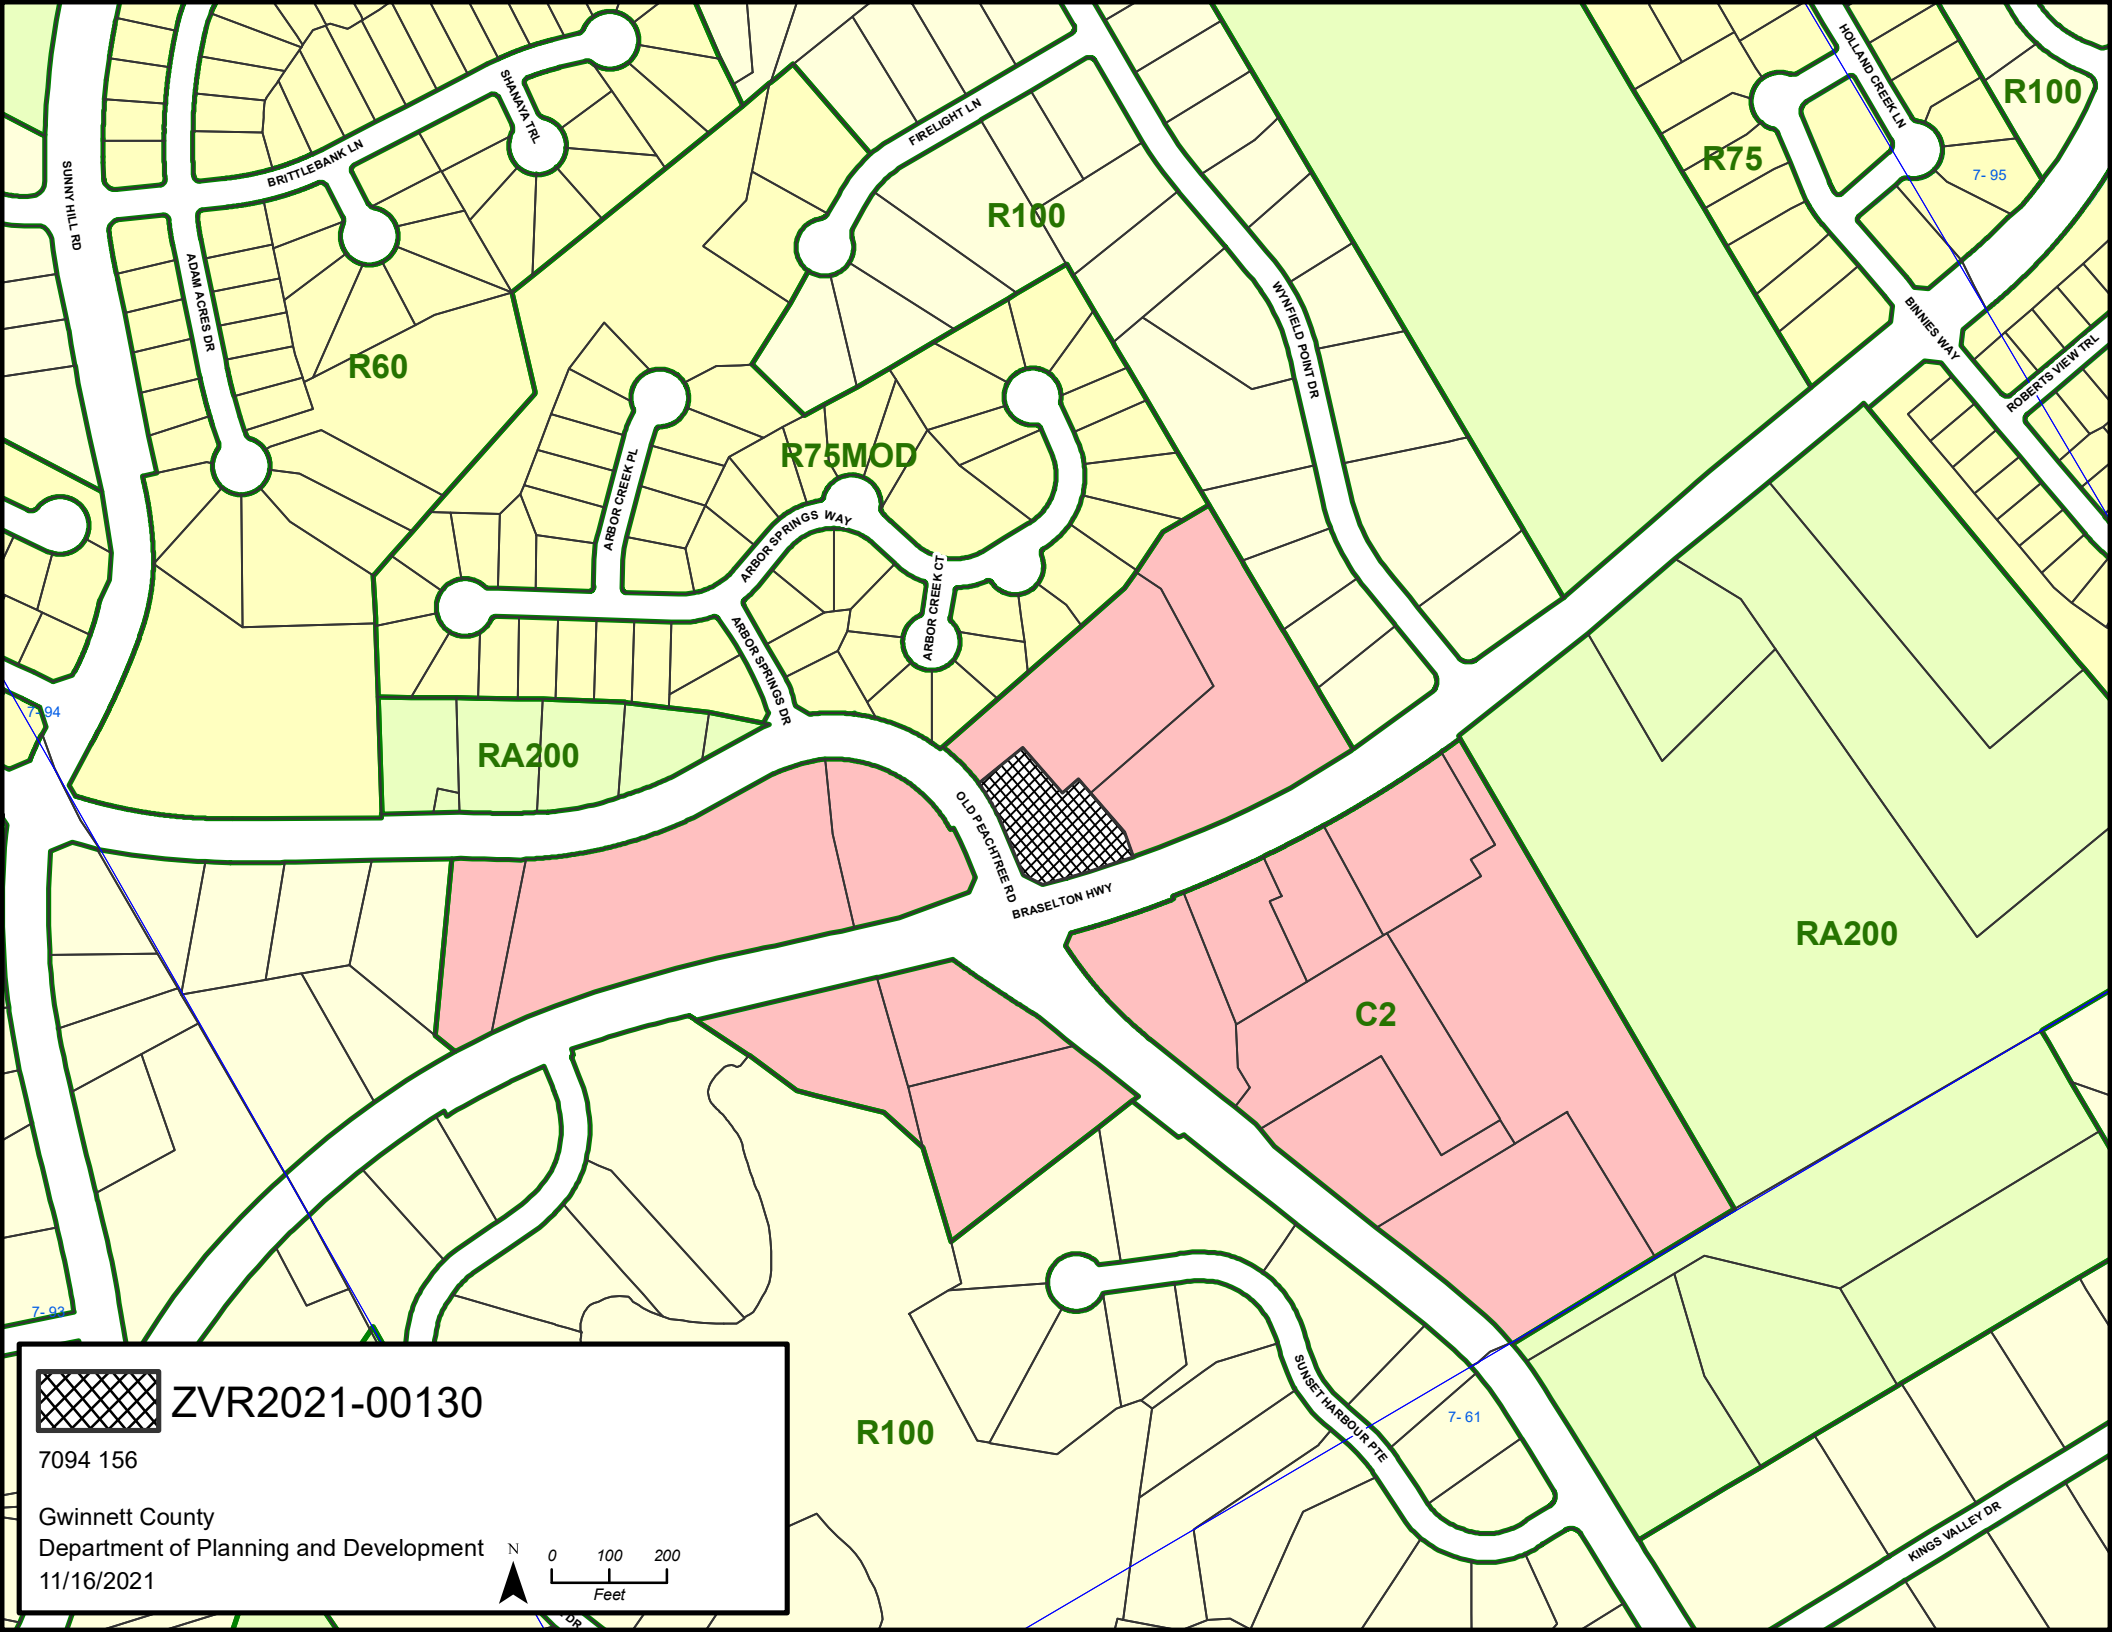 SHANAYA TRL
HOLLAND CREEK LN
R100
FIRELIGHT LN
BRITTLEBANK LN
R75
7- 95
SUNNY HILL RD
R100
ADAM ACRES DR
WYNFIELD POINT DR
BINNIES WAY
ROBERTS VIEW TRL
R60
R75MOD
ARBOR CREEK PL
ARBOR SPRINGS WAY
ARBOR CREEK CT
ARBOR SPRINGS DR
7- 94
RA200
OLD PEACHTREE RD
BRASELTON HWY
RA200
C2
7- 93
SUNSET HARBOUR PTE
7- 61
R100
KINGS VALLEY DR
ZVR2021-00130
7094 156
Gwinnett County
Department of Planning and Development
11/16/2021
N
0 100 200
Feet
DR